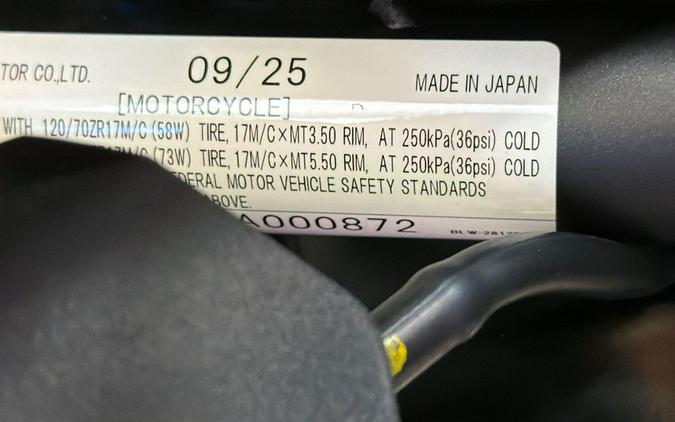 TOR CO.,LTD. 09/25 MADE IN JAPAN
[MOTORCYCLE]
WITH 120/70ZR17M/C (58W) TIRE, 17M/C×MT3.50 RIM, AT 250kPa(36psi) COLD
(73W) TIRE, 17M/C×MT5.50 RIM, AT 250kPa(36psi) COLD
DERAL MOTOR VEHICLE SAFETY STANDARDS
ABOVE.
A000872